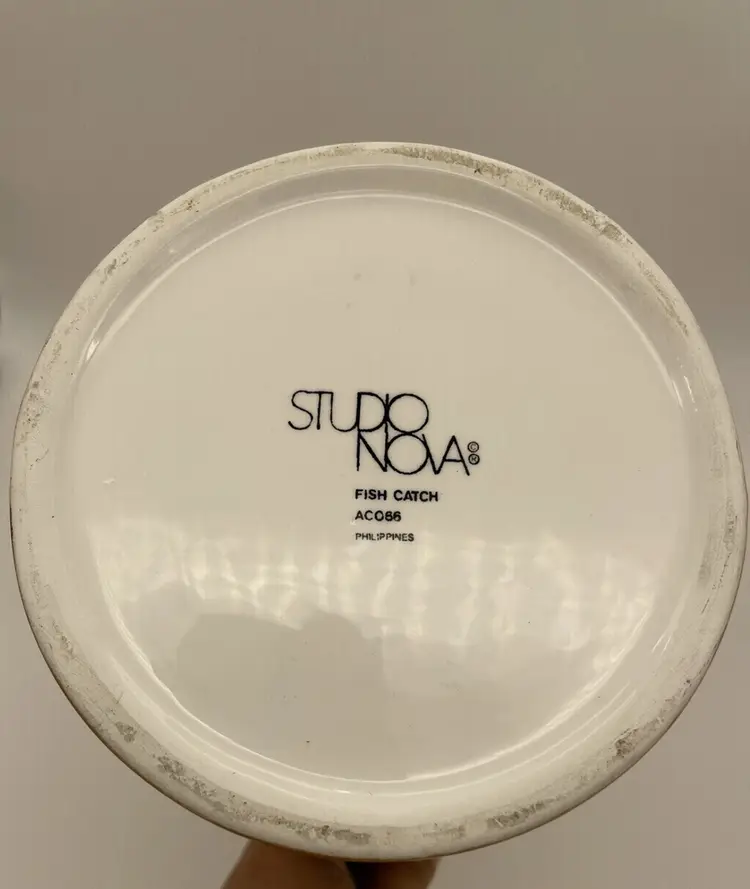 STUDIO
NOVA©®
FISH CATCH
AC066
PHILIPPINES